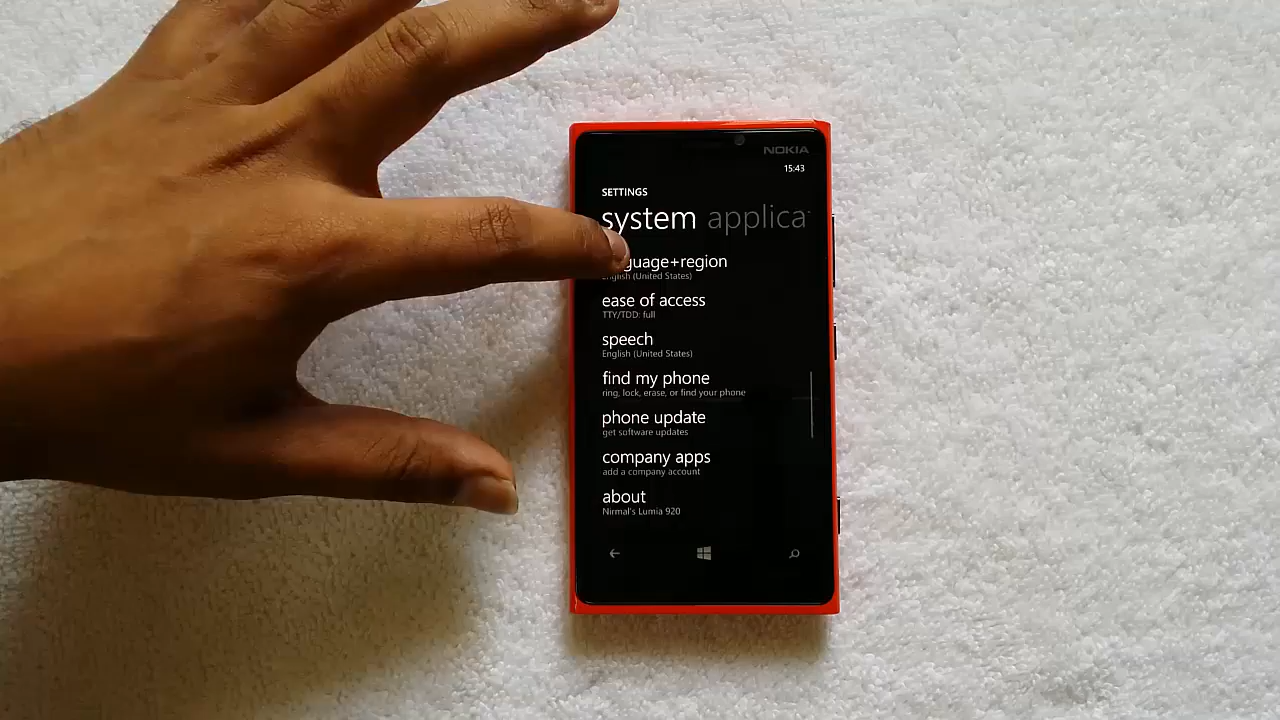 NOKIA
15:43
SETTINGS
system applica
guage+region
English (United States)
ease of access
TTY/TDD: full
speech
English (United States)
find my phone
ring, lock, erase, or find your phone
phone update
get software updates
company apps
add a company account
about
Nirmal's Lumia 920